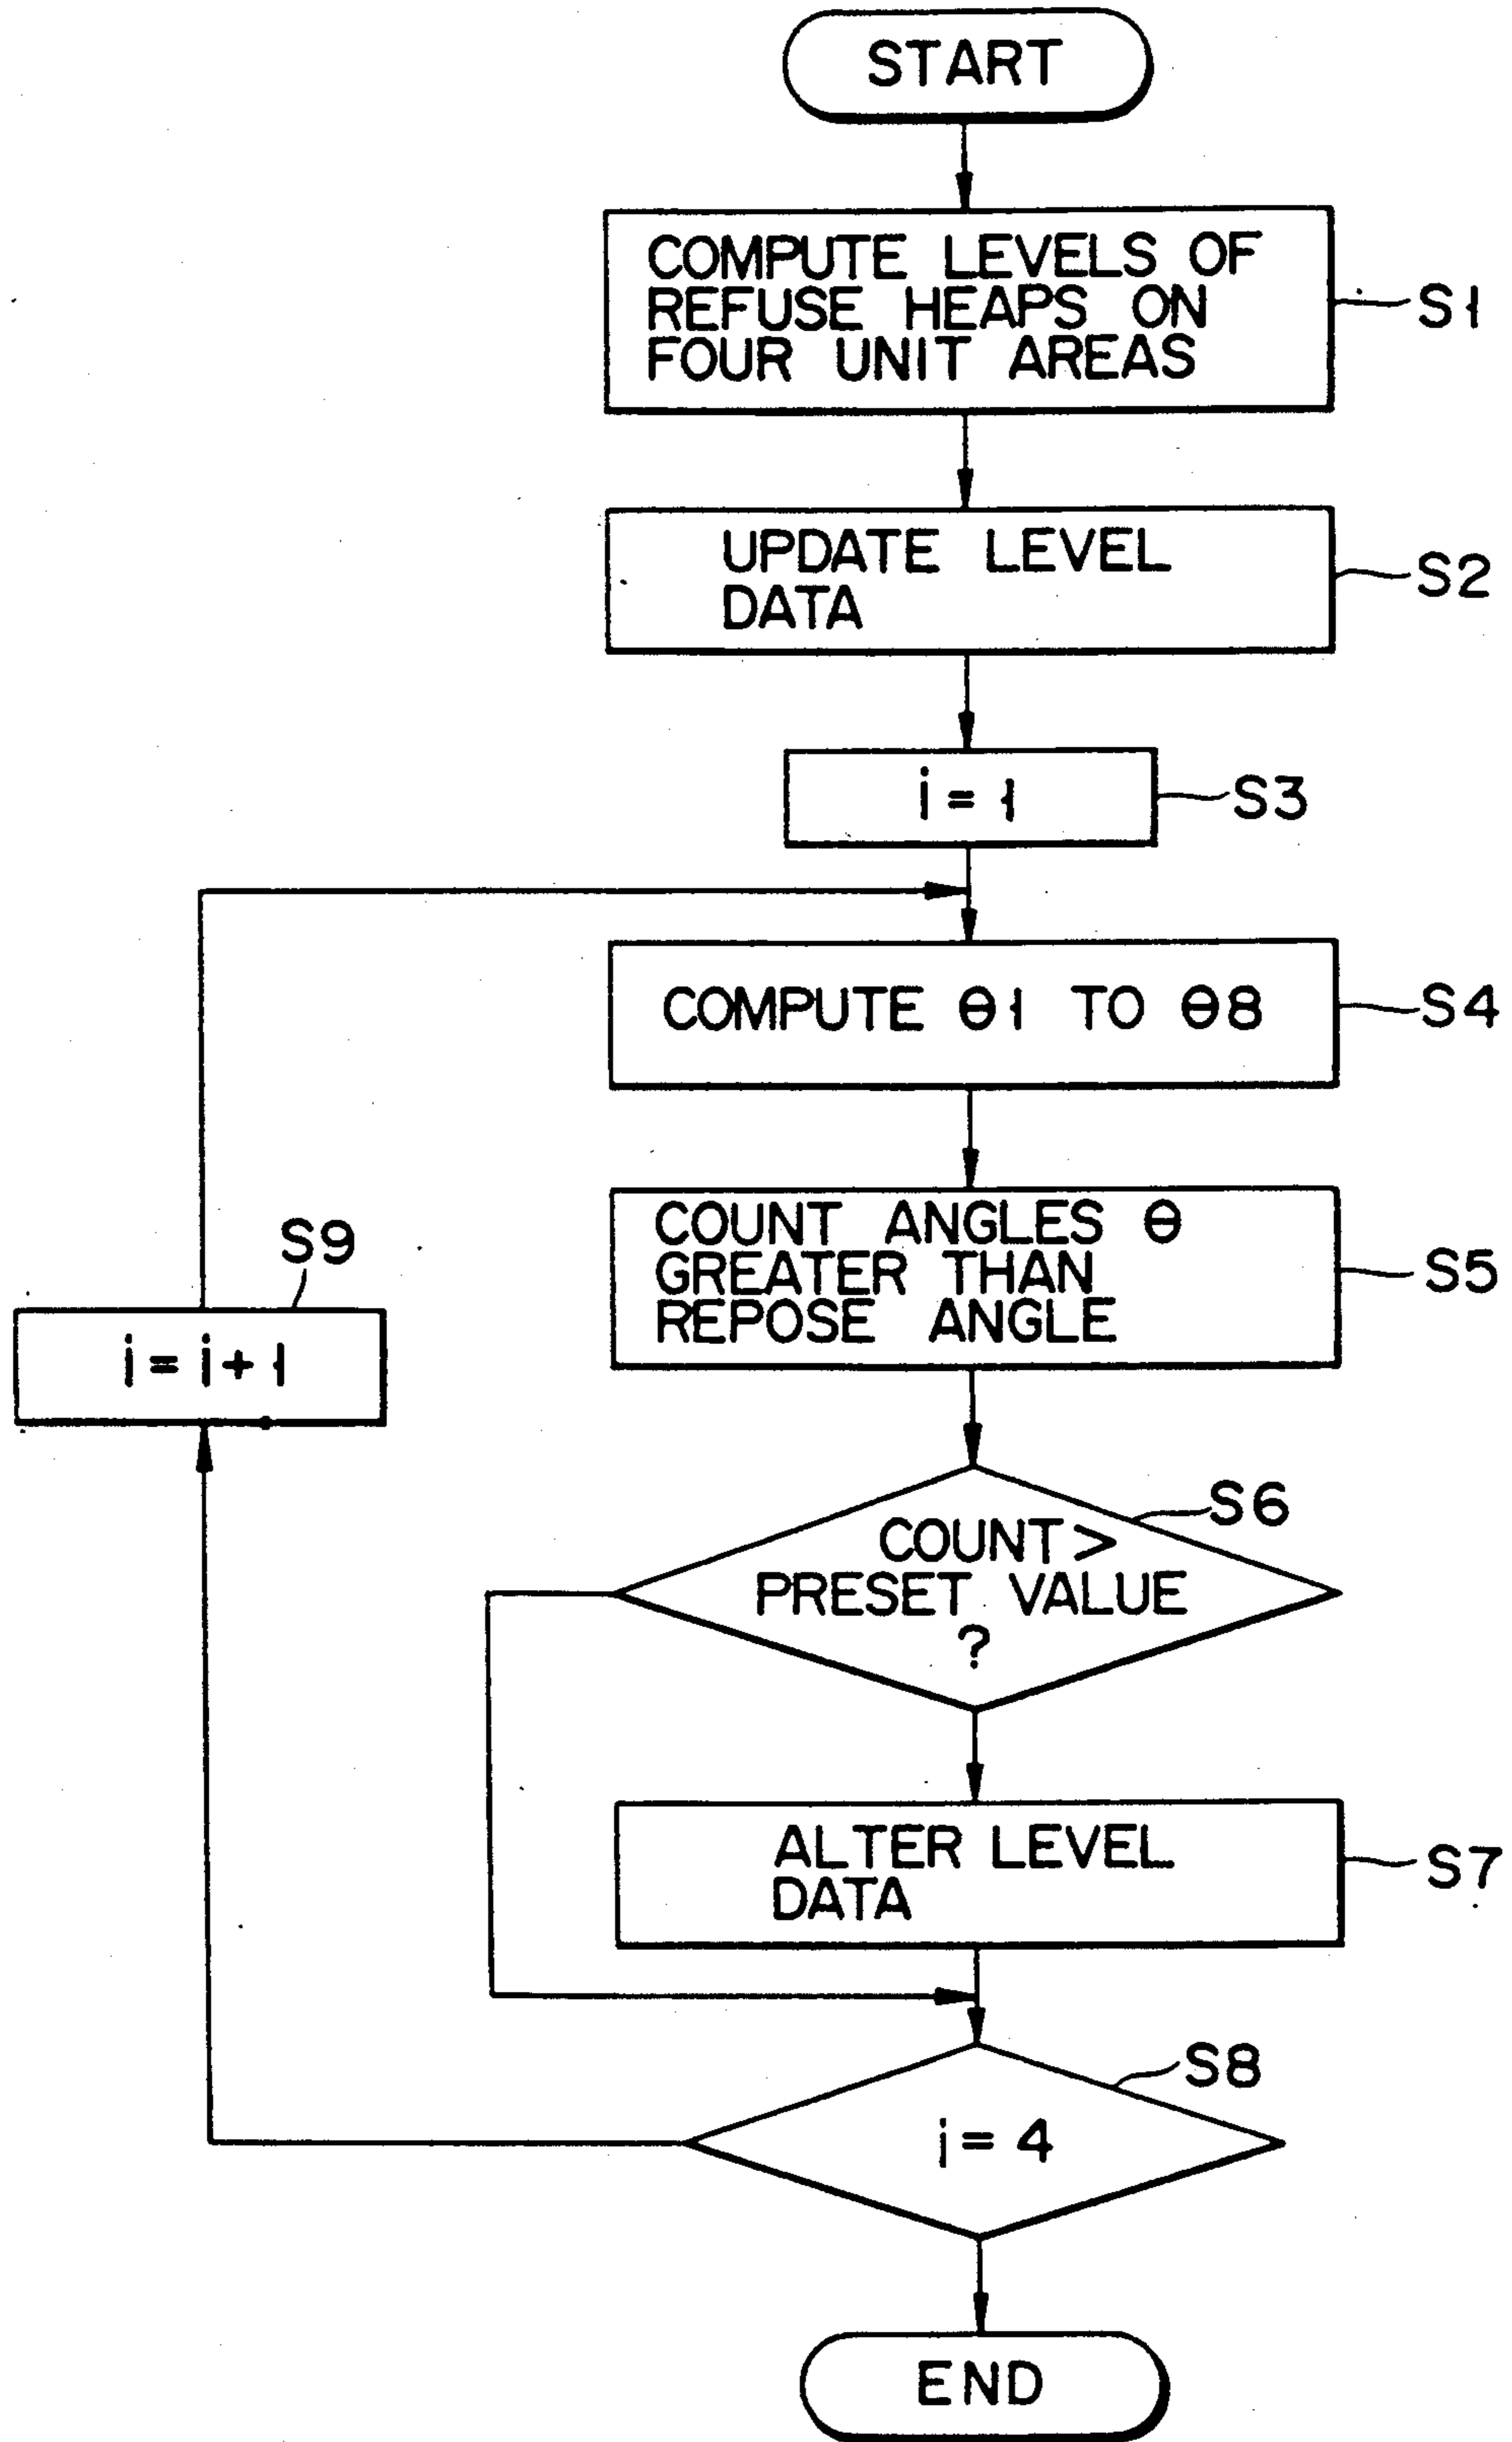 START
COMPUTE LEVELS OF
REFUSE HEAPS ON
FOUR UNIT AREAS
S1
UPDATE LEVEL
DATA
S2
i = 1
S3
COMPUTE θ1 TO θ8
S4
COUNT ANGLES θ
GREATER THAN
REPOSE ANGLE
S5
S9
i = i + 1
S6
COUNT >
PRESET VALUE
?
ALTER LEVEL
DATA
S7
S8
i = 4
END